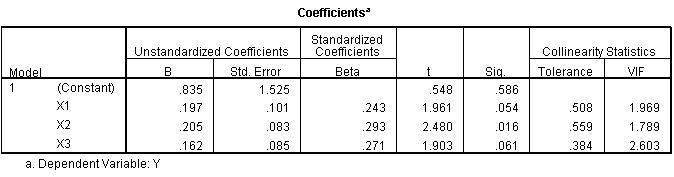 Coefficientsᵃ
Model Unstandardized Coefficients Standardized Coefficients t Sig. Collinearity Statistics
B Std. Error Beta Tolerance VIF
1 (Constant) .835 1.525 .548 .586
X1 .197 .101 .243 1.961 .054 .508 1.969
X2 .205 .083 .293 2.480 .016 .559 1.789
X3 .162 .085 .271 1.903 .061 .384 2.603
a. Dependent Variable: Y